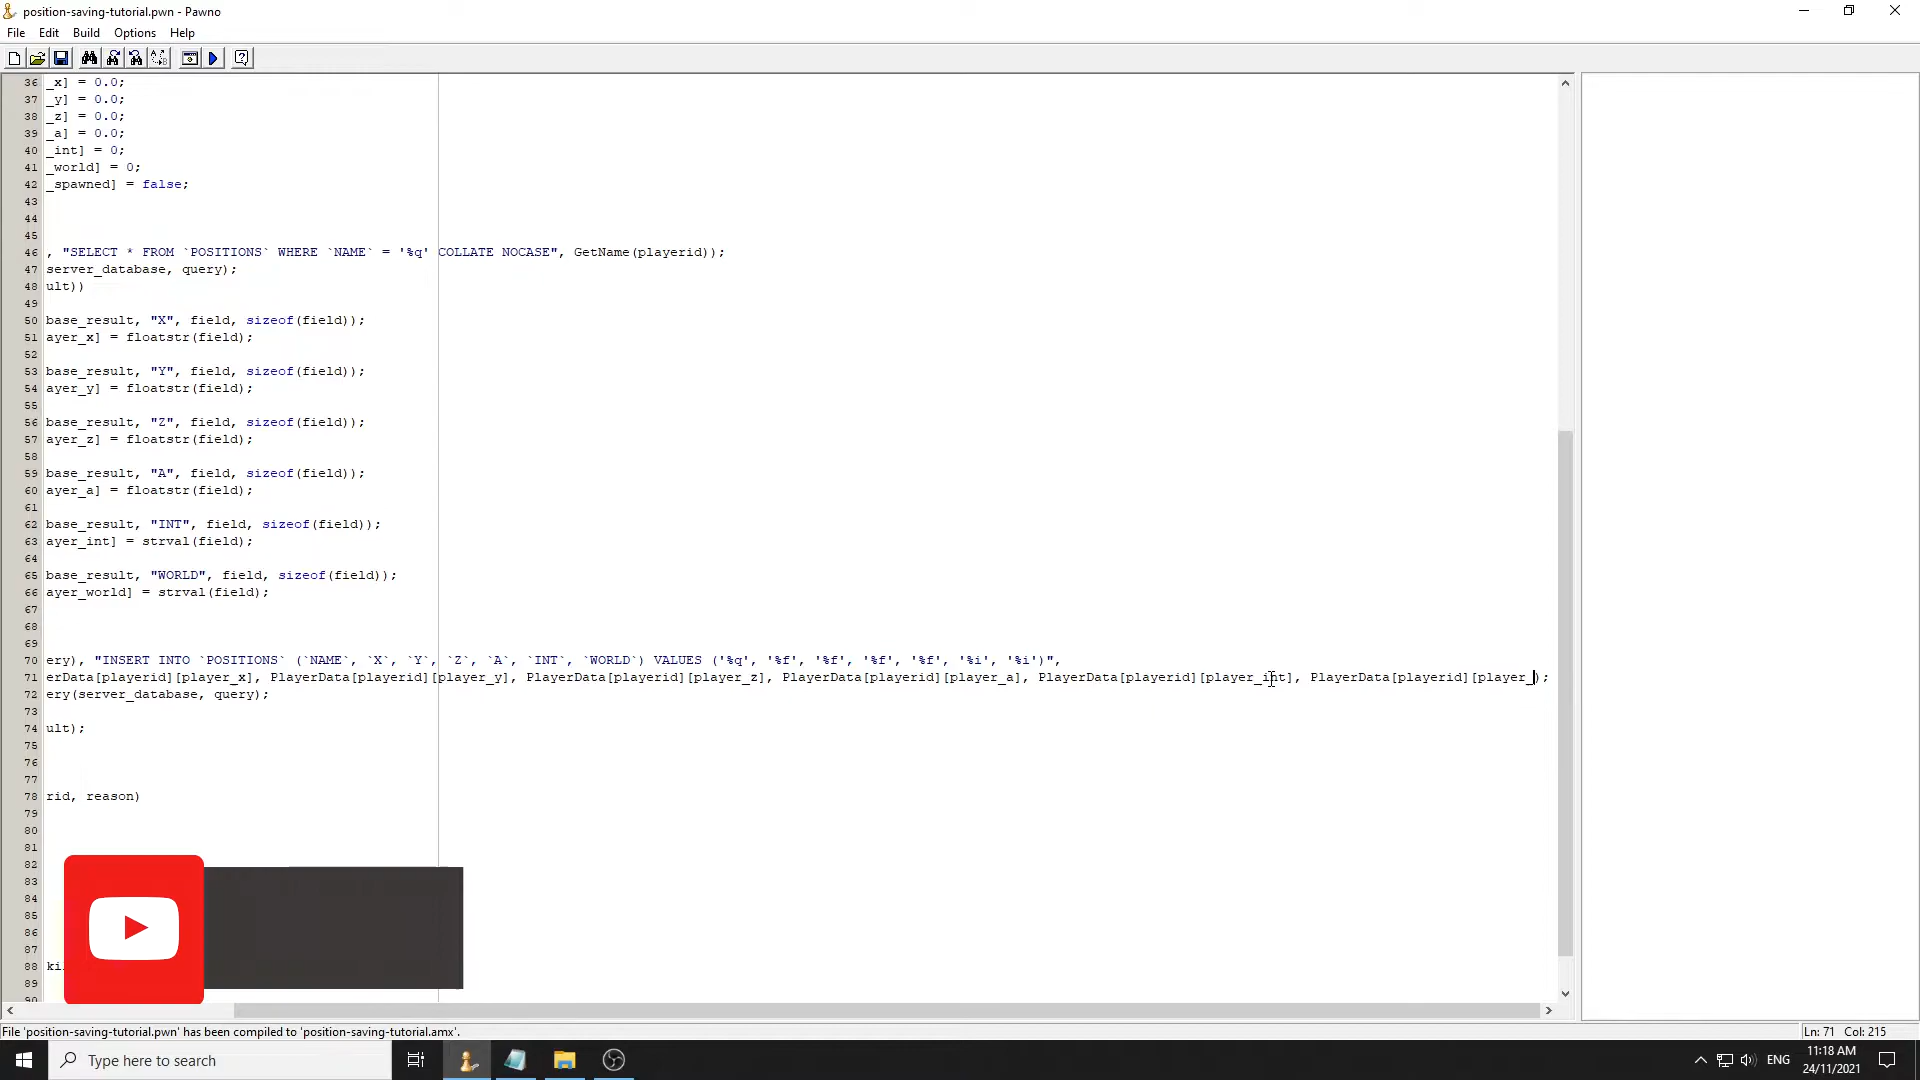 position-saving-tutorial.pwn - Pawno
File Edit Build Options Help
36 _x] = 0.0;
37 _y] = 0.0;
38 _z] = 0.0;
39 _a] = 0.0;
40 _int] = 0;
41 _world] = 0;
42 _spawned] = false;
43
44
45
46 , "SELECT * FROM `POSITIONS` WHERE `NAME` = '%q' COLLATE NOCASE", GetName(playerid));
47 server_database, query);
48 ult))
49
50 base_result, "X", field, sizeof(field));
51 ayer_x] = floatstr(field);
52
53 base_result, "Y", field, sizeof(field));
54 ayer_y] = floatstr(field);
55
56 base_result, "Z", field, sizeof(field));
57 ayer_z] = floatstr(field);
58
59 base_result, "A", field, sizeof(field));
60 ayer_a] = floatstr(field);
61
62 base_result, "INT", field, sizeof(field));
63 ayer_int] = strval(field);
64
65 base_result, "WORLD", field, sizeof(field));
66 ayer_world] = strval(field);
67
68
69
70 ery), "INSERT INTO `POSITIONS` (`NAME`, `X`, `Y`, `Z`, `A`, `INT`, `WORLD`) VALUES ('%q', '%f', '%f', '%f', '%f', '%i', '%i')",
71 erData[playerid][player_x], PlayerData[playerid][player_y], PlayerData[playerid][player_z], PlayerData[playerid][player_a], PlayerData[playerid][player_int], PlayerData[playerid][player_);
72 ery(server_database, query);
73
74 ult);
75
76
77
78 rid, reason)
79
80
81
82
83
84
85
86
87
88 ki
89
90
File 'position-saving-tutorial.pwn' has been compiled to 'position-saving-tutorial.amx'.
Ln: 71 Col: 215
Type here to search
ENG
11:18 AM
24/11/2021